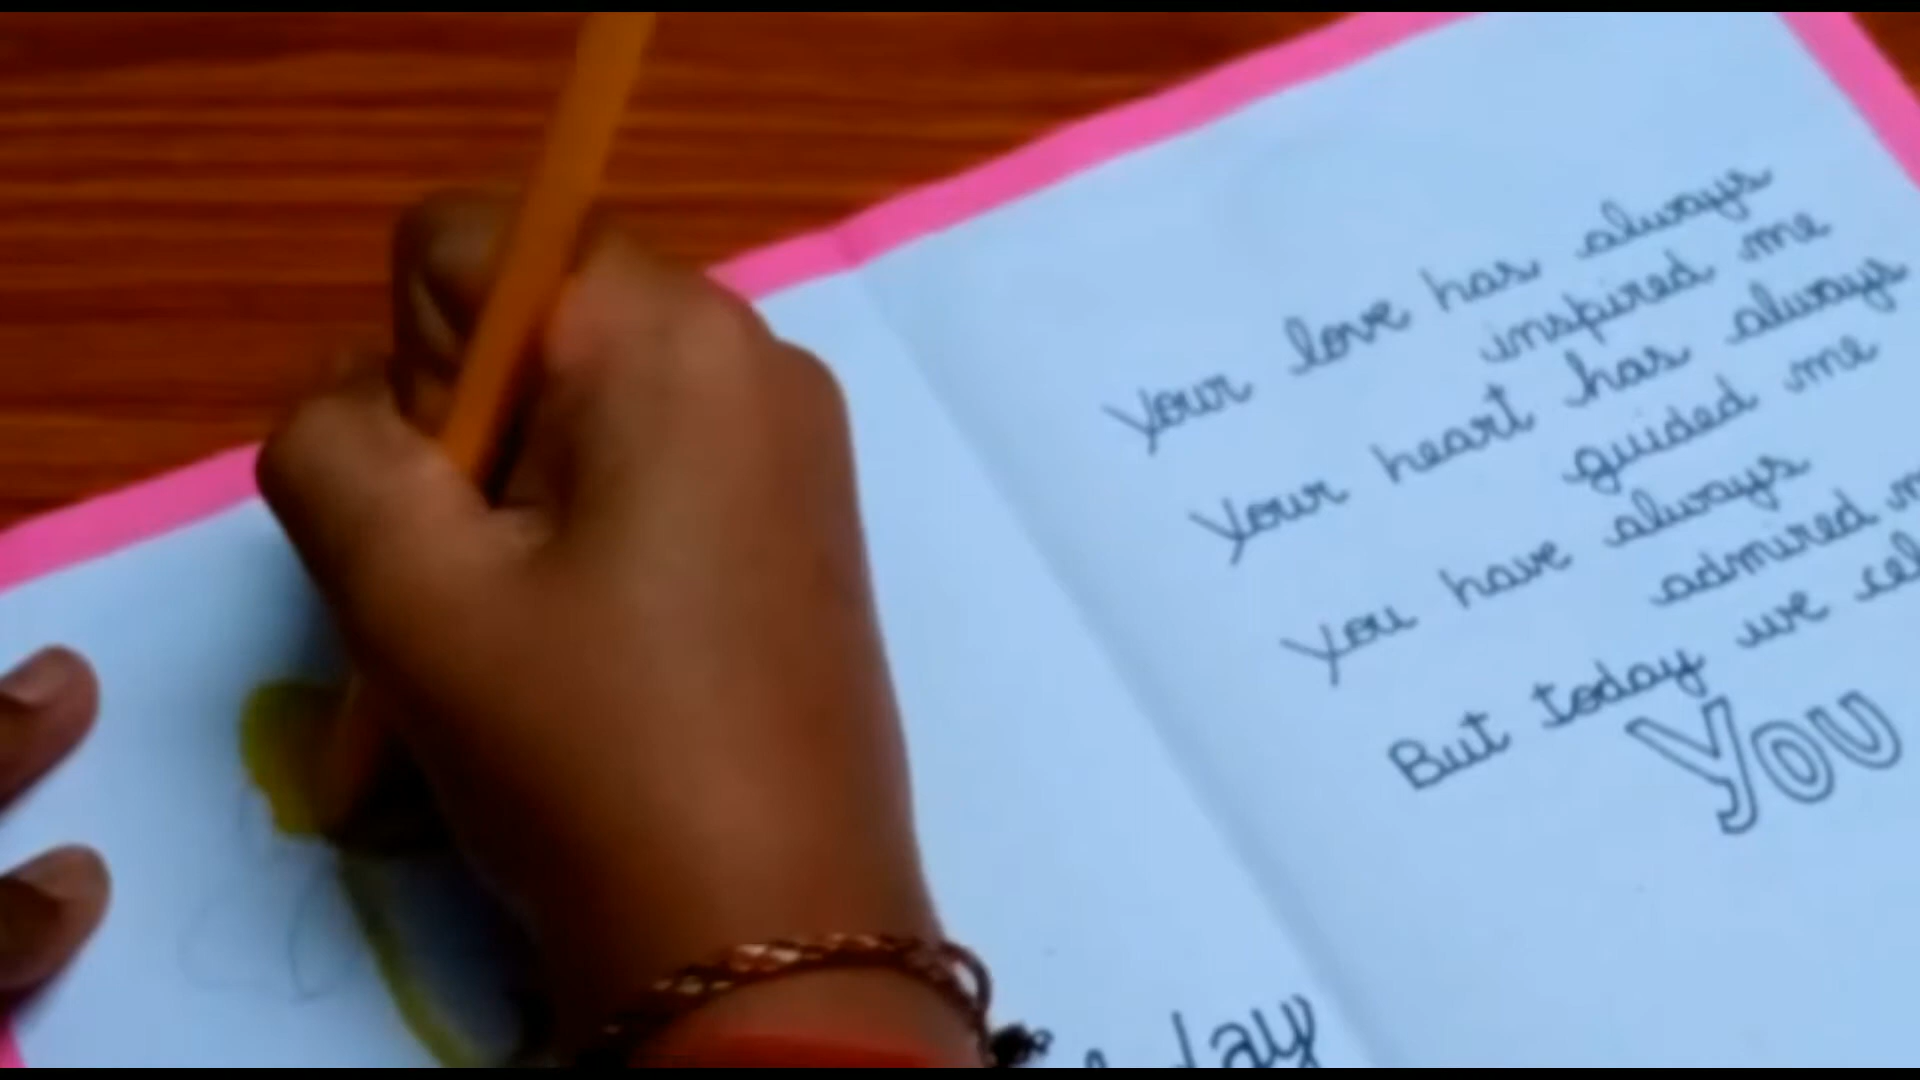 Your love has always
inspired me
Your heart has always
guided me
You have always
admired
But today we
You